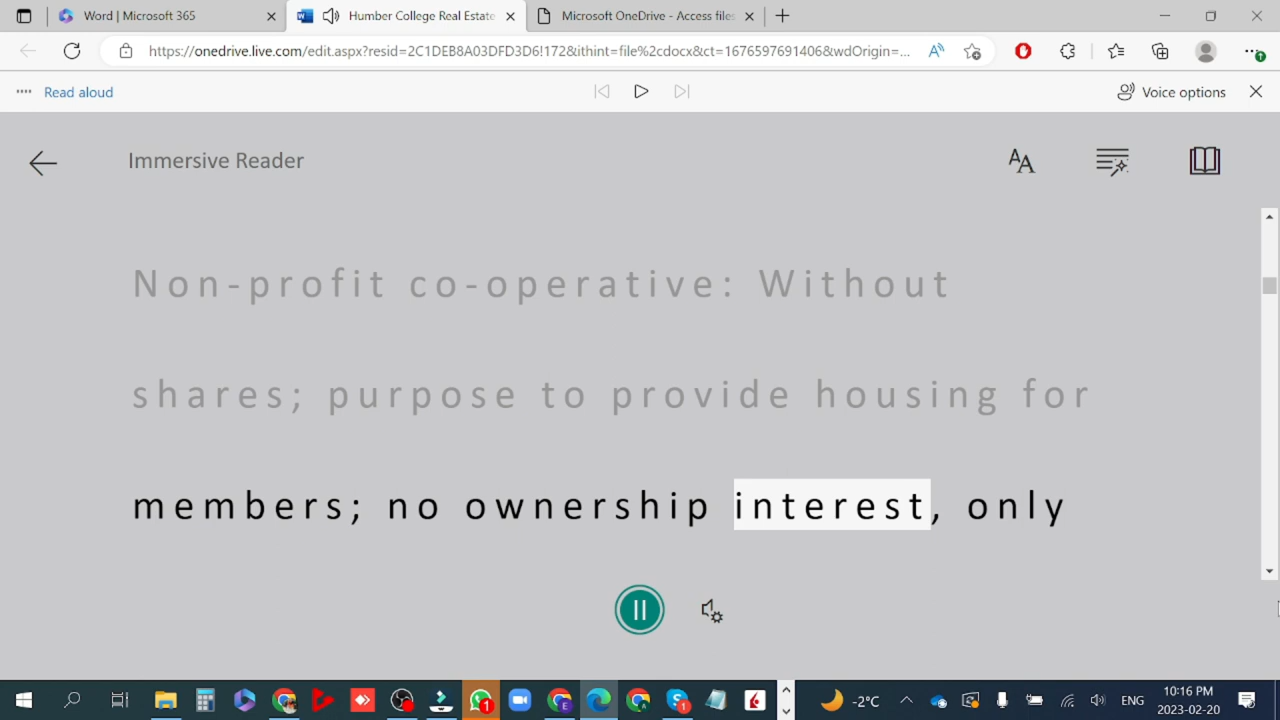 Word | Microsoft 365
Humber College Real Estate
Microsoft OneDrive - Access files
https://onedrive.live.com/edit.aspx?resid=2C1DEB8A03DFD3D6!172&ithint=file%2cdocx&ct=1676597691406&wdOrigin=...
Read aloud
Voice options
Immersive Reader
Non-profit co-operative: Without
shares; purpose to provide housing for
members; no ownership interest, only
-2°C
ENG
10:16 PM
2023-02-20